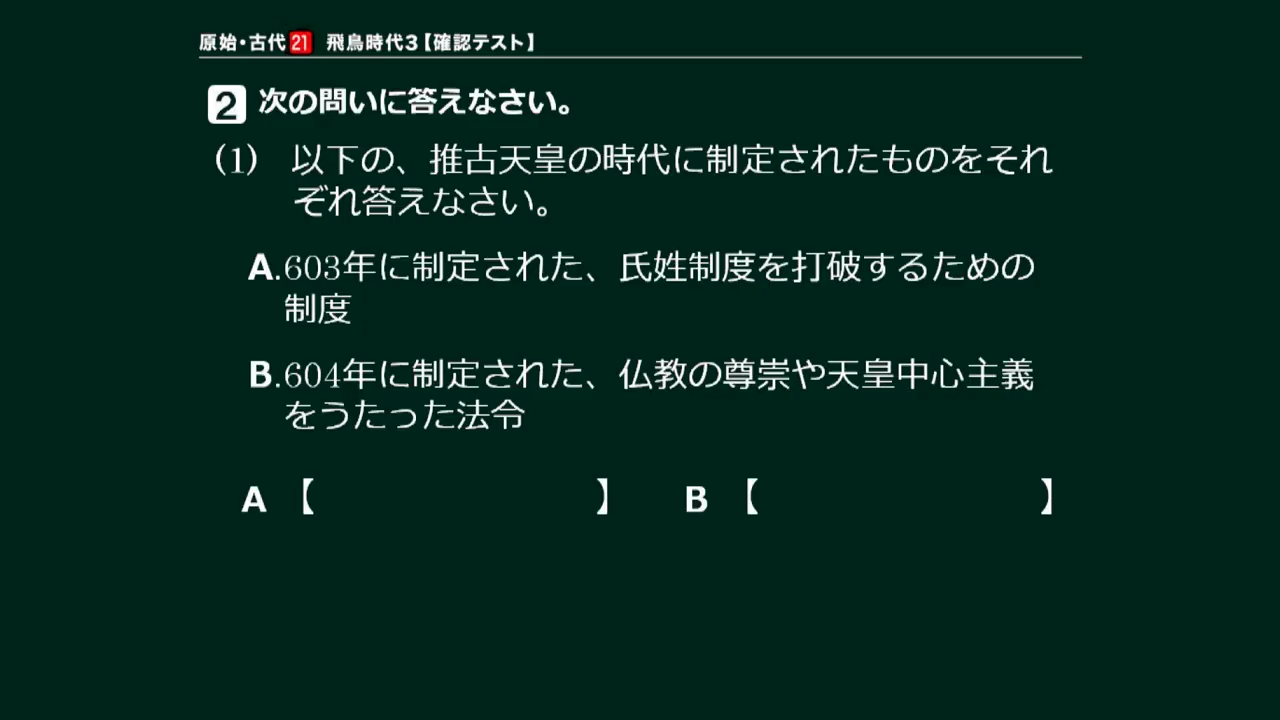 原始・古代21 飛鳥時代3【確認テスト】
2 次の問いに答えなさい。
(1) 以下の、推古天皇の時代に制定されたものをそれ
ぞれ答えなさい。
A.603年に制定された、氏姓制度を打破するための
制度
B.604年に制定された、仏教の尊崇や天皇中心主義
をうたった法令
A 【 】 B 【 】